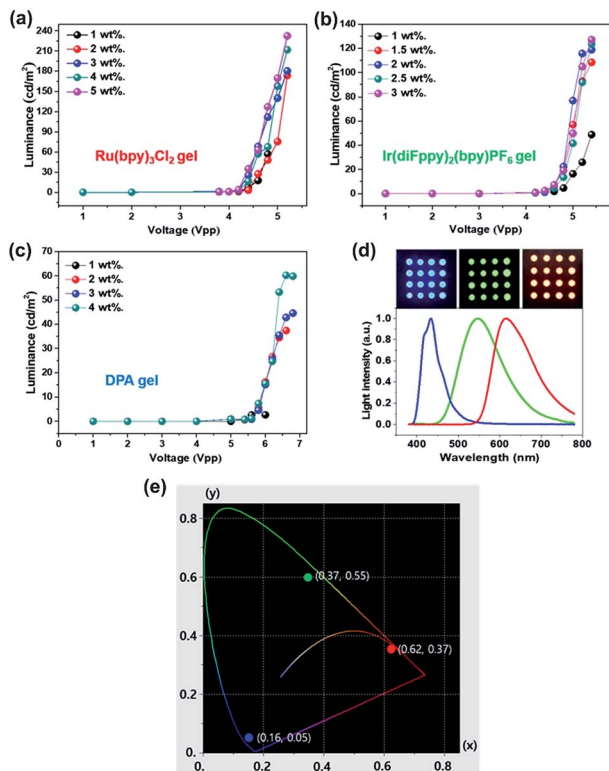 (a)
240
210
180
150
120
90
60
30
0
Luminance (cd/m²)
1 wt%.
2 wt%.
3 wt%.
4 wt%.
5 wt%.
Ru(bpy)₃Cl₂ gel
1 2 3 4 5
Voltage (Vpp)
(b)
140
120
100
80
60
40
20
0
Luminance (cd/m²)
1 wt%.
1.5 wt%.
2 wt%.
2.5 wt%.
3 wt%.
Ir(diFppy)₂(bpy)PF₆ gel
1 2 3 4 5
Voltage (Vpp)
(c)
70
60
50
40
30
20
10
0
Luminance (cd/m²)
1 wt%.
2 wt%.
3 wt%.
4 wt%.
DPA gel
0 1 2 3 4 5 6 7
Voltage (Vpp)
(d)
1.0
0.8
0.6
0.4
0.2
0.0
Light Intensity (a.u.)
400 500 600 700 800
Wavelength (nm)
(e)
(y)
0.8
0.6
0.4
0.2
0.0
(0.37, 0.55)
(0.62, 0.37)
(0.16, 0.05)
(x)
0.2 0.4 0.6 0.8